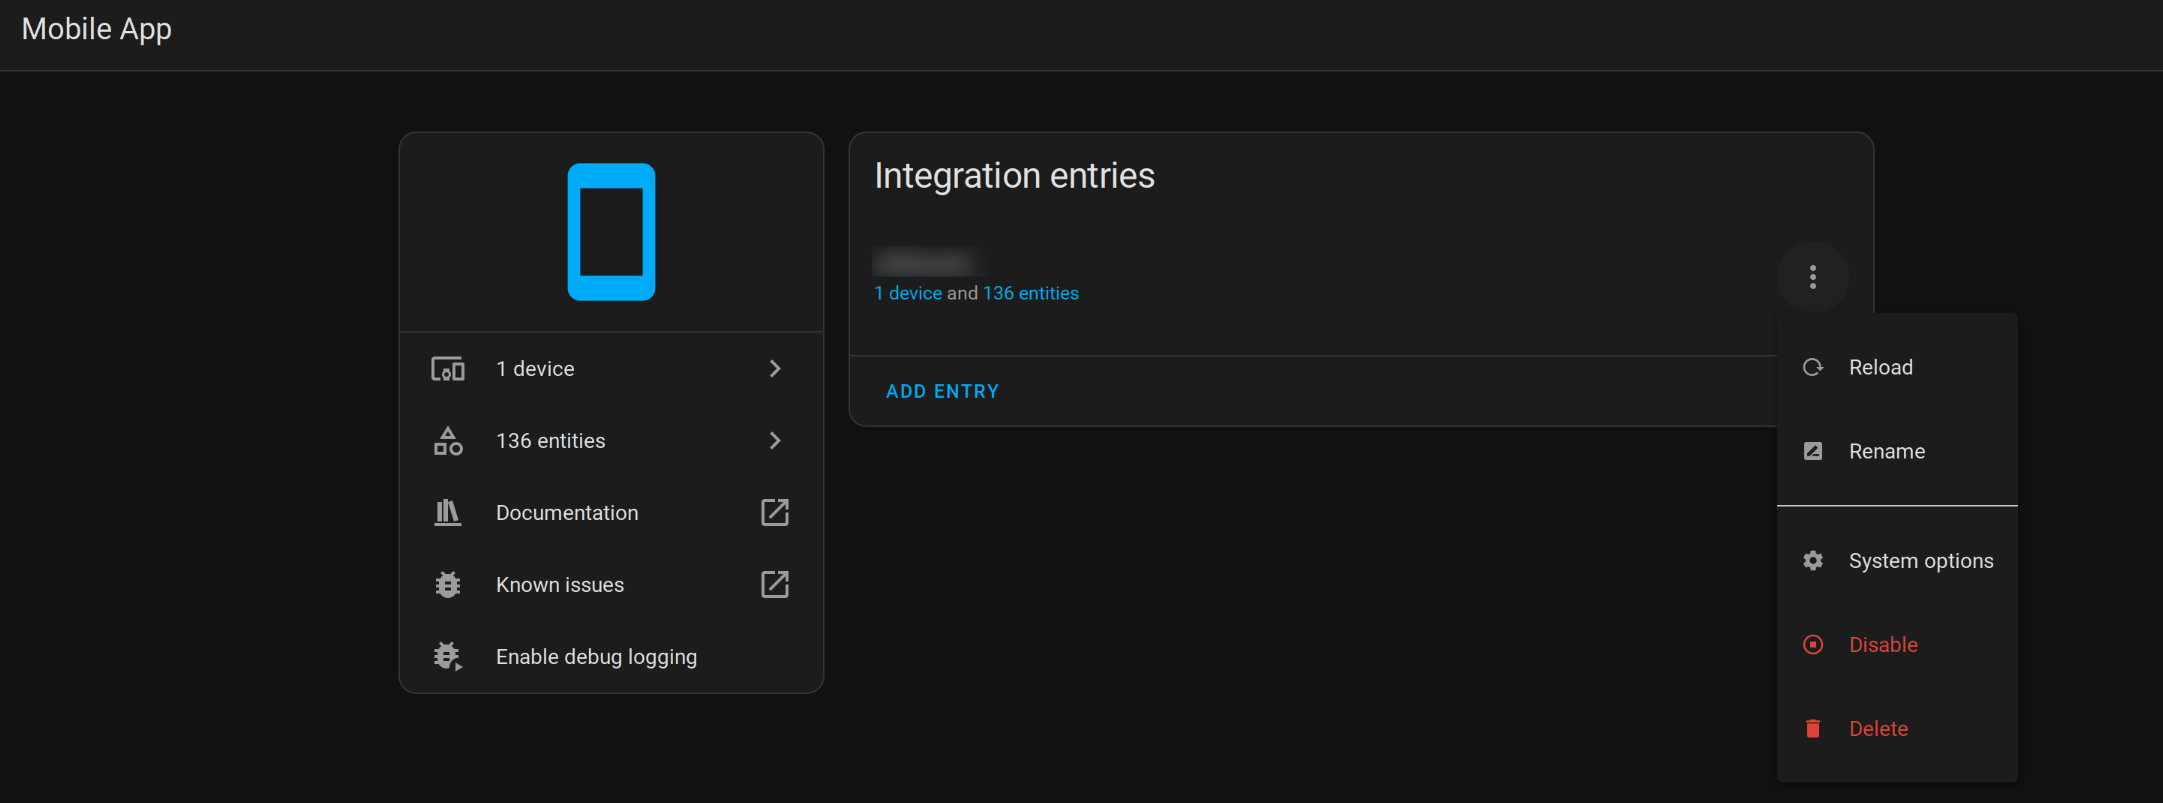 Mobile App
1 device
136 entities
Documentation
Known issues
Enable debug logging
Integration entries
1 device and 136 entities
ADD ENTRY
Reload
Rename
System options
Disable
Delete